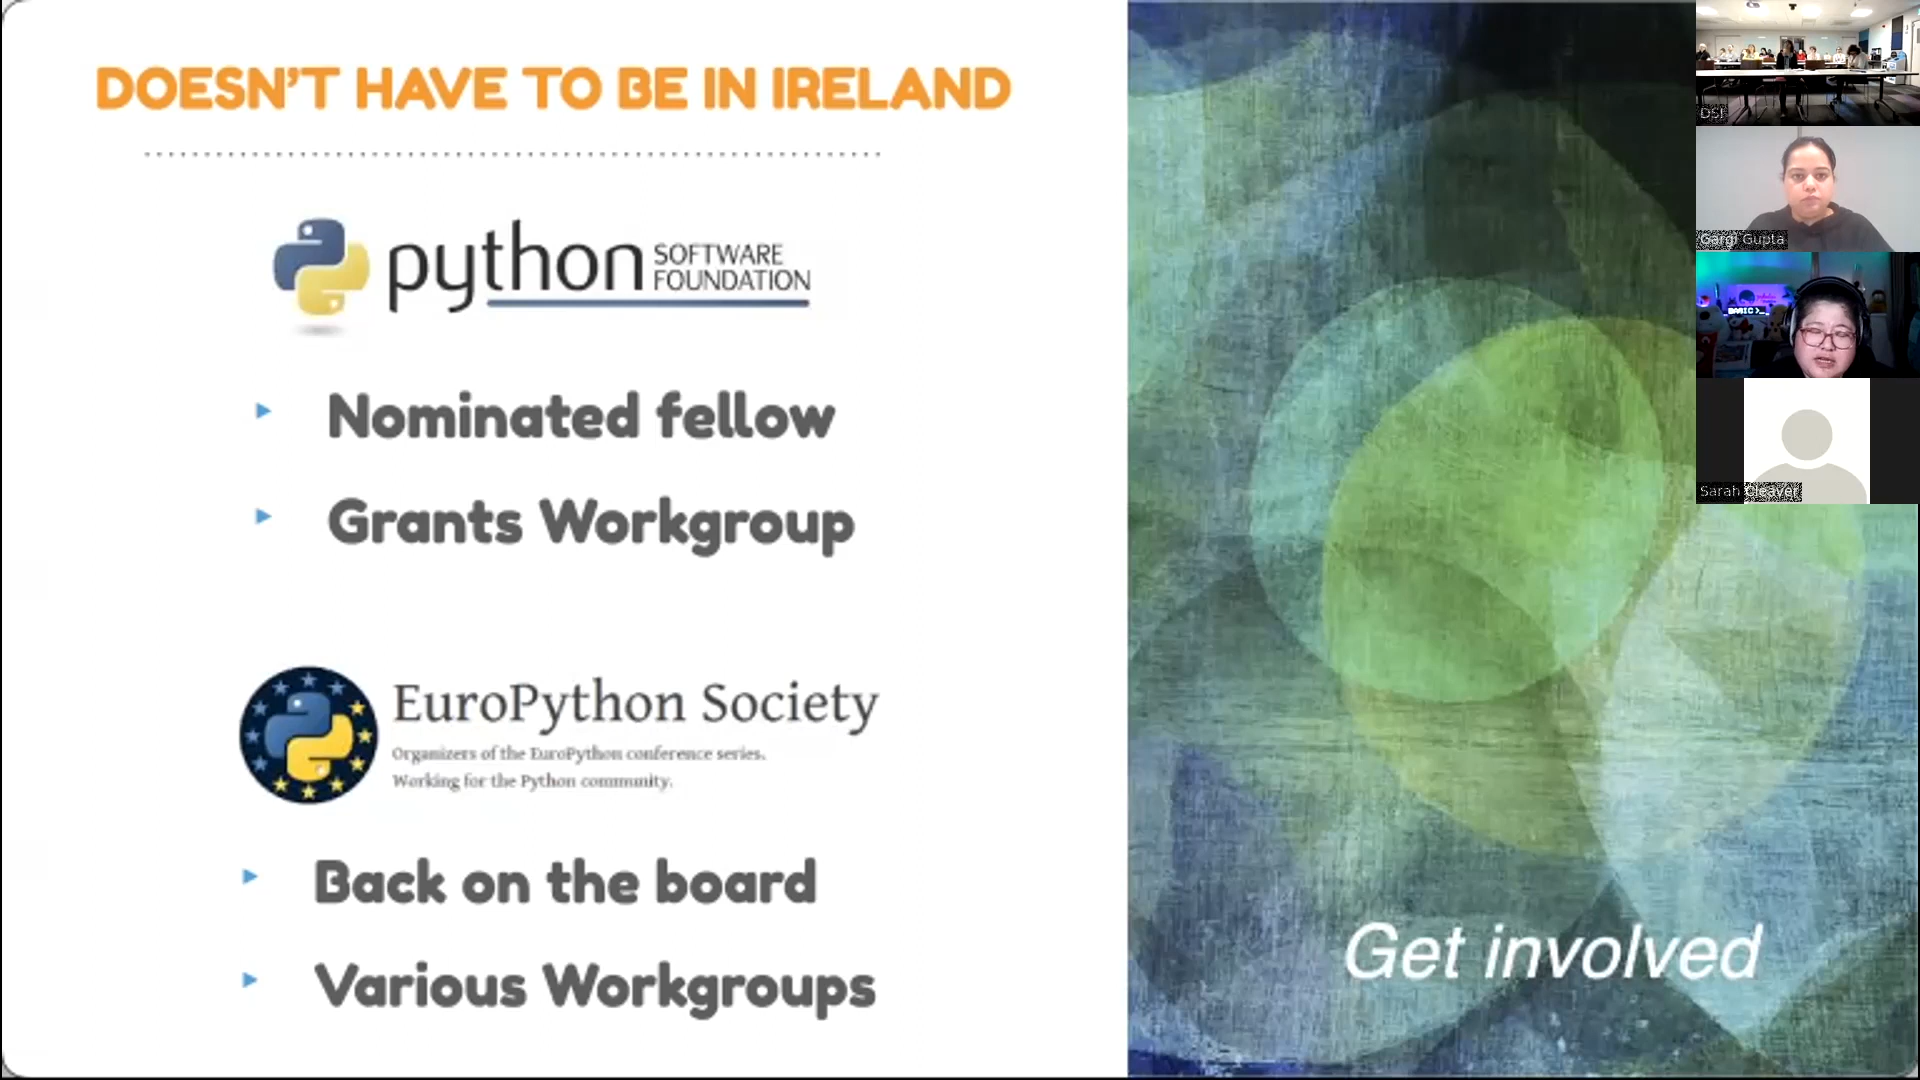 DOESN'T HAVE TO BE IN IRELAND
python SOFTWARE
FOUNDATION
Nominated fellow
Grants Workgroup
EuroPython Society
Organizers of the EuroPython conference series.
Working for the Python community.
Back on the board
Various Workgroups
Get involved
DSI
Gargi Gupta
BASIC >_
Sarah Cleaver